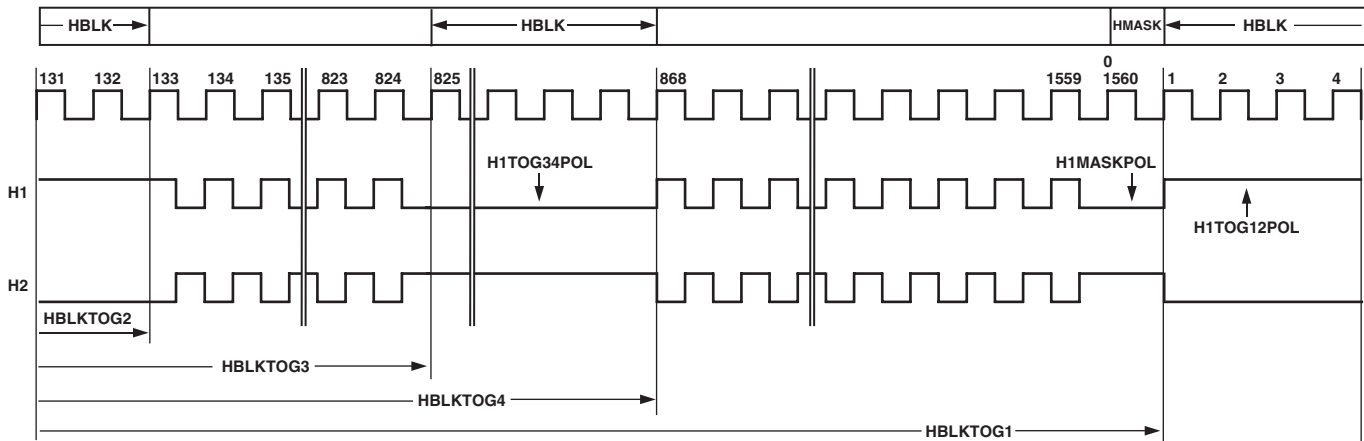 HBLK HBLK HMASK HBLK
0
131 132 133 134 135 823 824 825 868 1559 1560 1 2 3 4
H1TOG34POL H1MASKPOL
H1
H1TOG12POL
H2
HBLKTOG2
HBLKTOG3
HBLKTOG4
HBLKTOG1